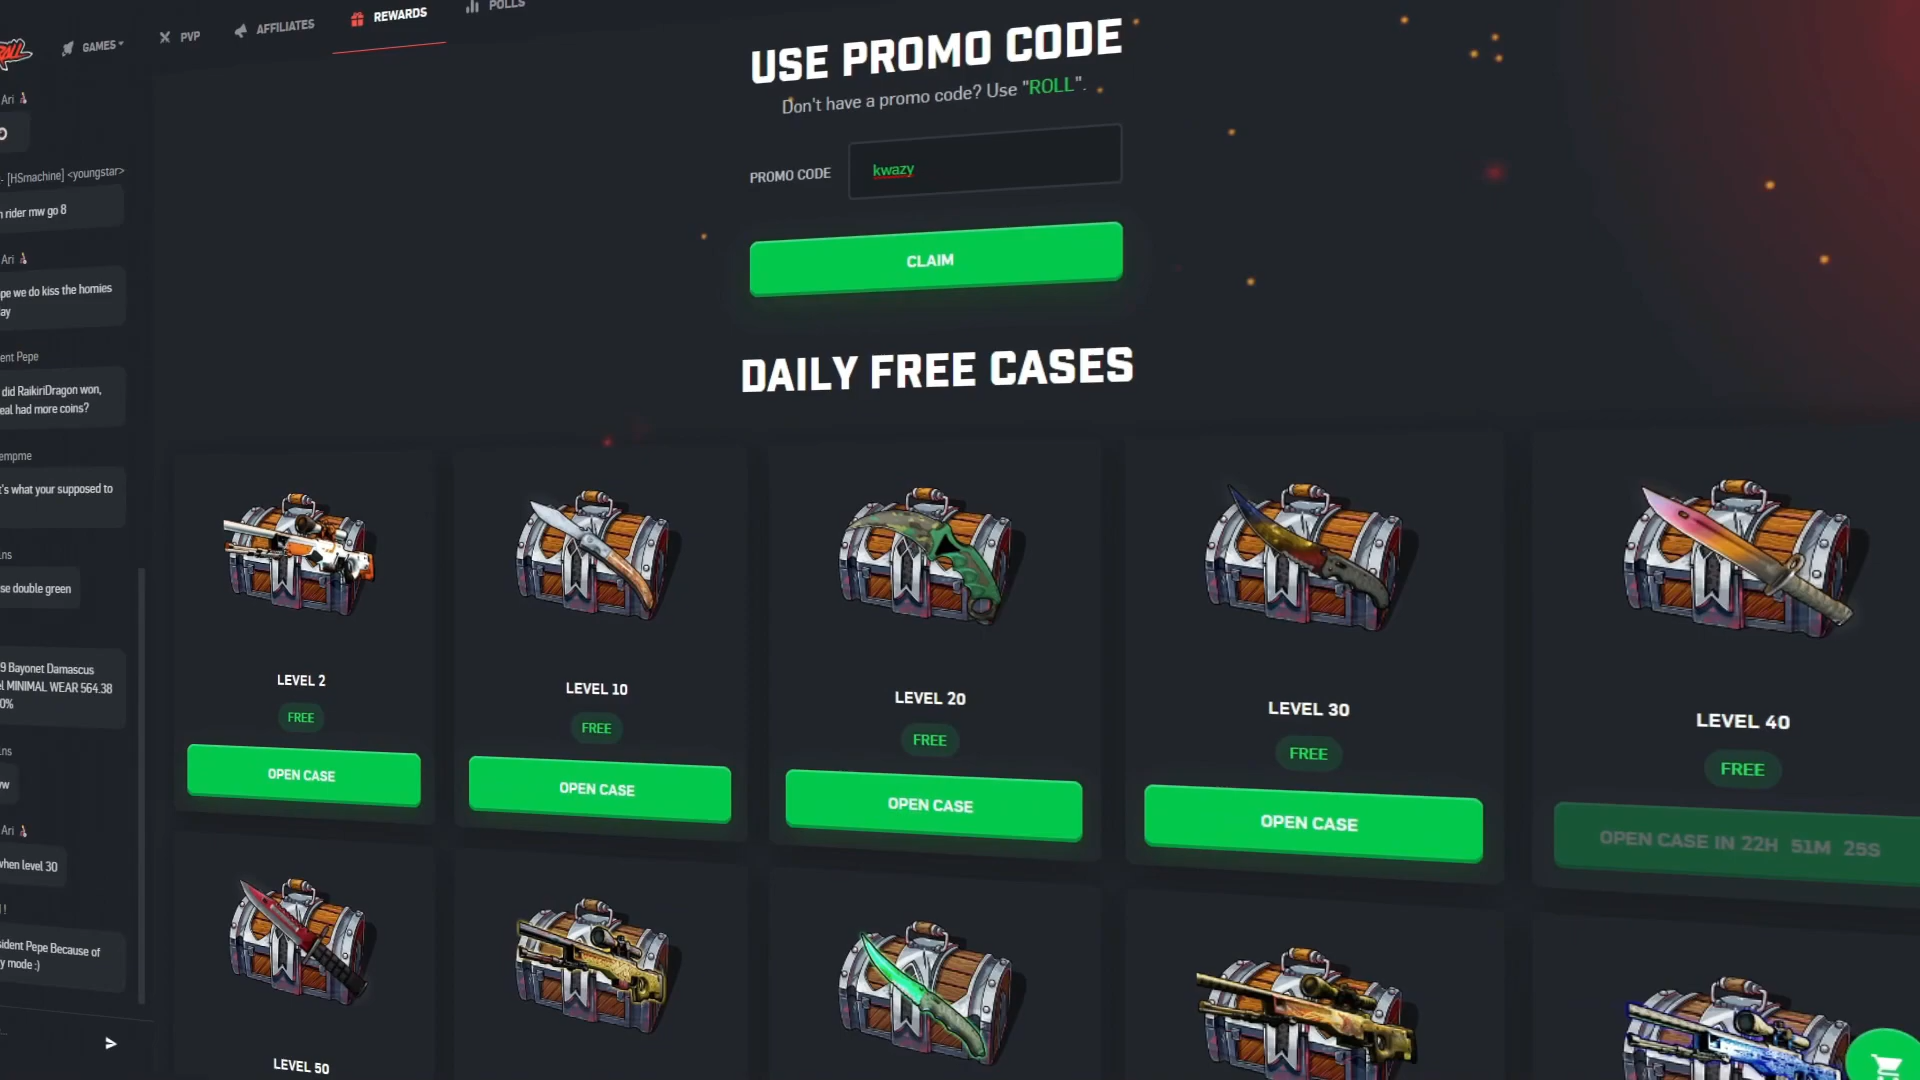 GAMES
PVP
AFFILIATES
REWARDS
POLLS
USE PROMO CODE
Don't have a promo code? Use "ROLL".
PROMO CODE
kwazy
CLAIM
DAILY FREE CASES
LEVEL 2
FREE
OPEN CASE
LEVEL 10
FREE
OPEN CASE
LEVEL 20
FREE
OPEN CASE
LEVEL 30
FREE
OPEN CASE
LEVEL 40
FREE
OPEN CASE IN 22H 51M 25S
LEVEL 50
Ari
- [HSmachine] <youngstar>
rider mw go 8
Ari
we do kiss the homies
ent Pepe
did RaikiriDragon won,
had more coins?
empme
what your supposed to
double green
9 Bayonet Damascus
MINIMAL WEAR 564.38
0%
Ari
when level 30
sident Pepe Because of
mode :)